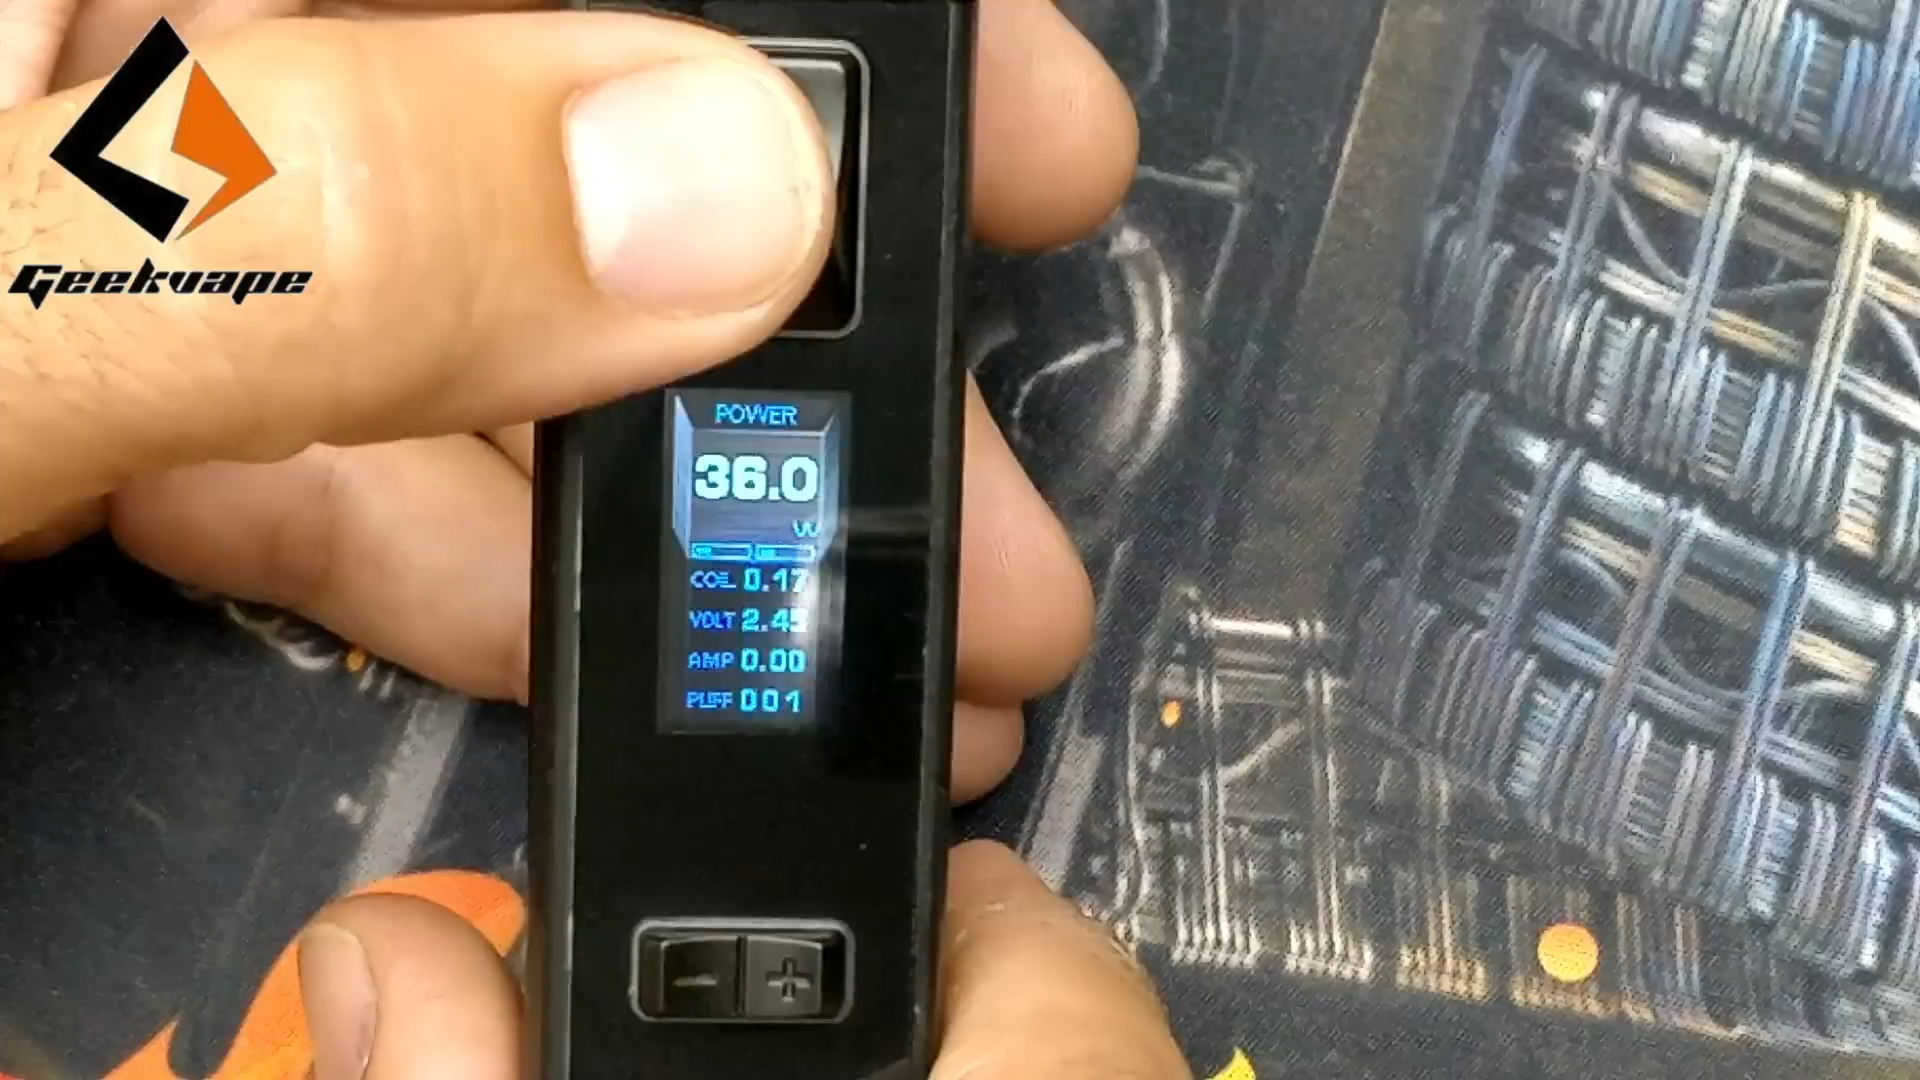 Geekvape
POWER
36.0
W
COIL 0.17
VOLT 2.45
AMP 0.00
PUFF 001
- +